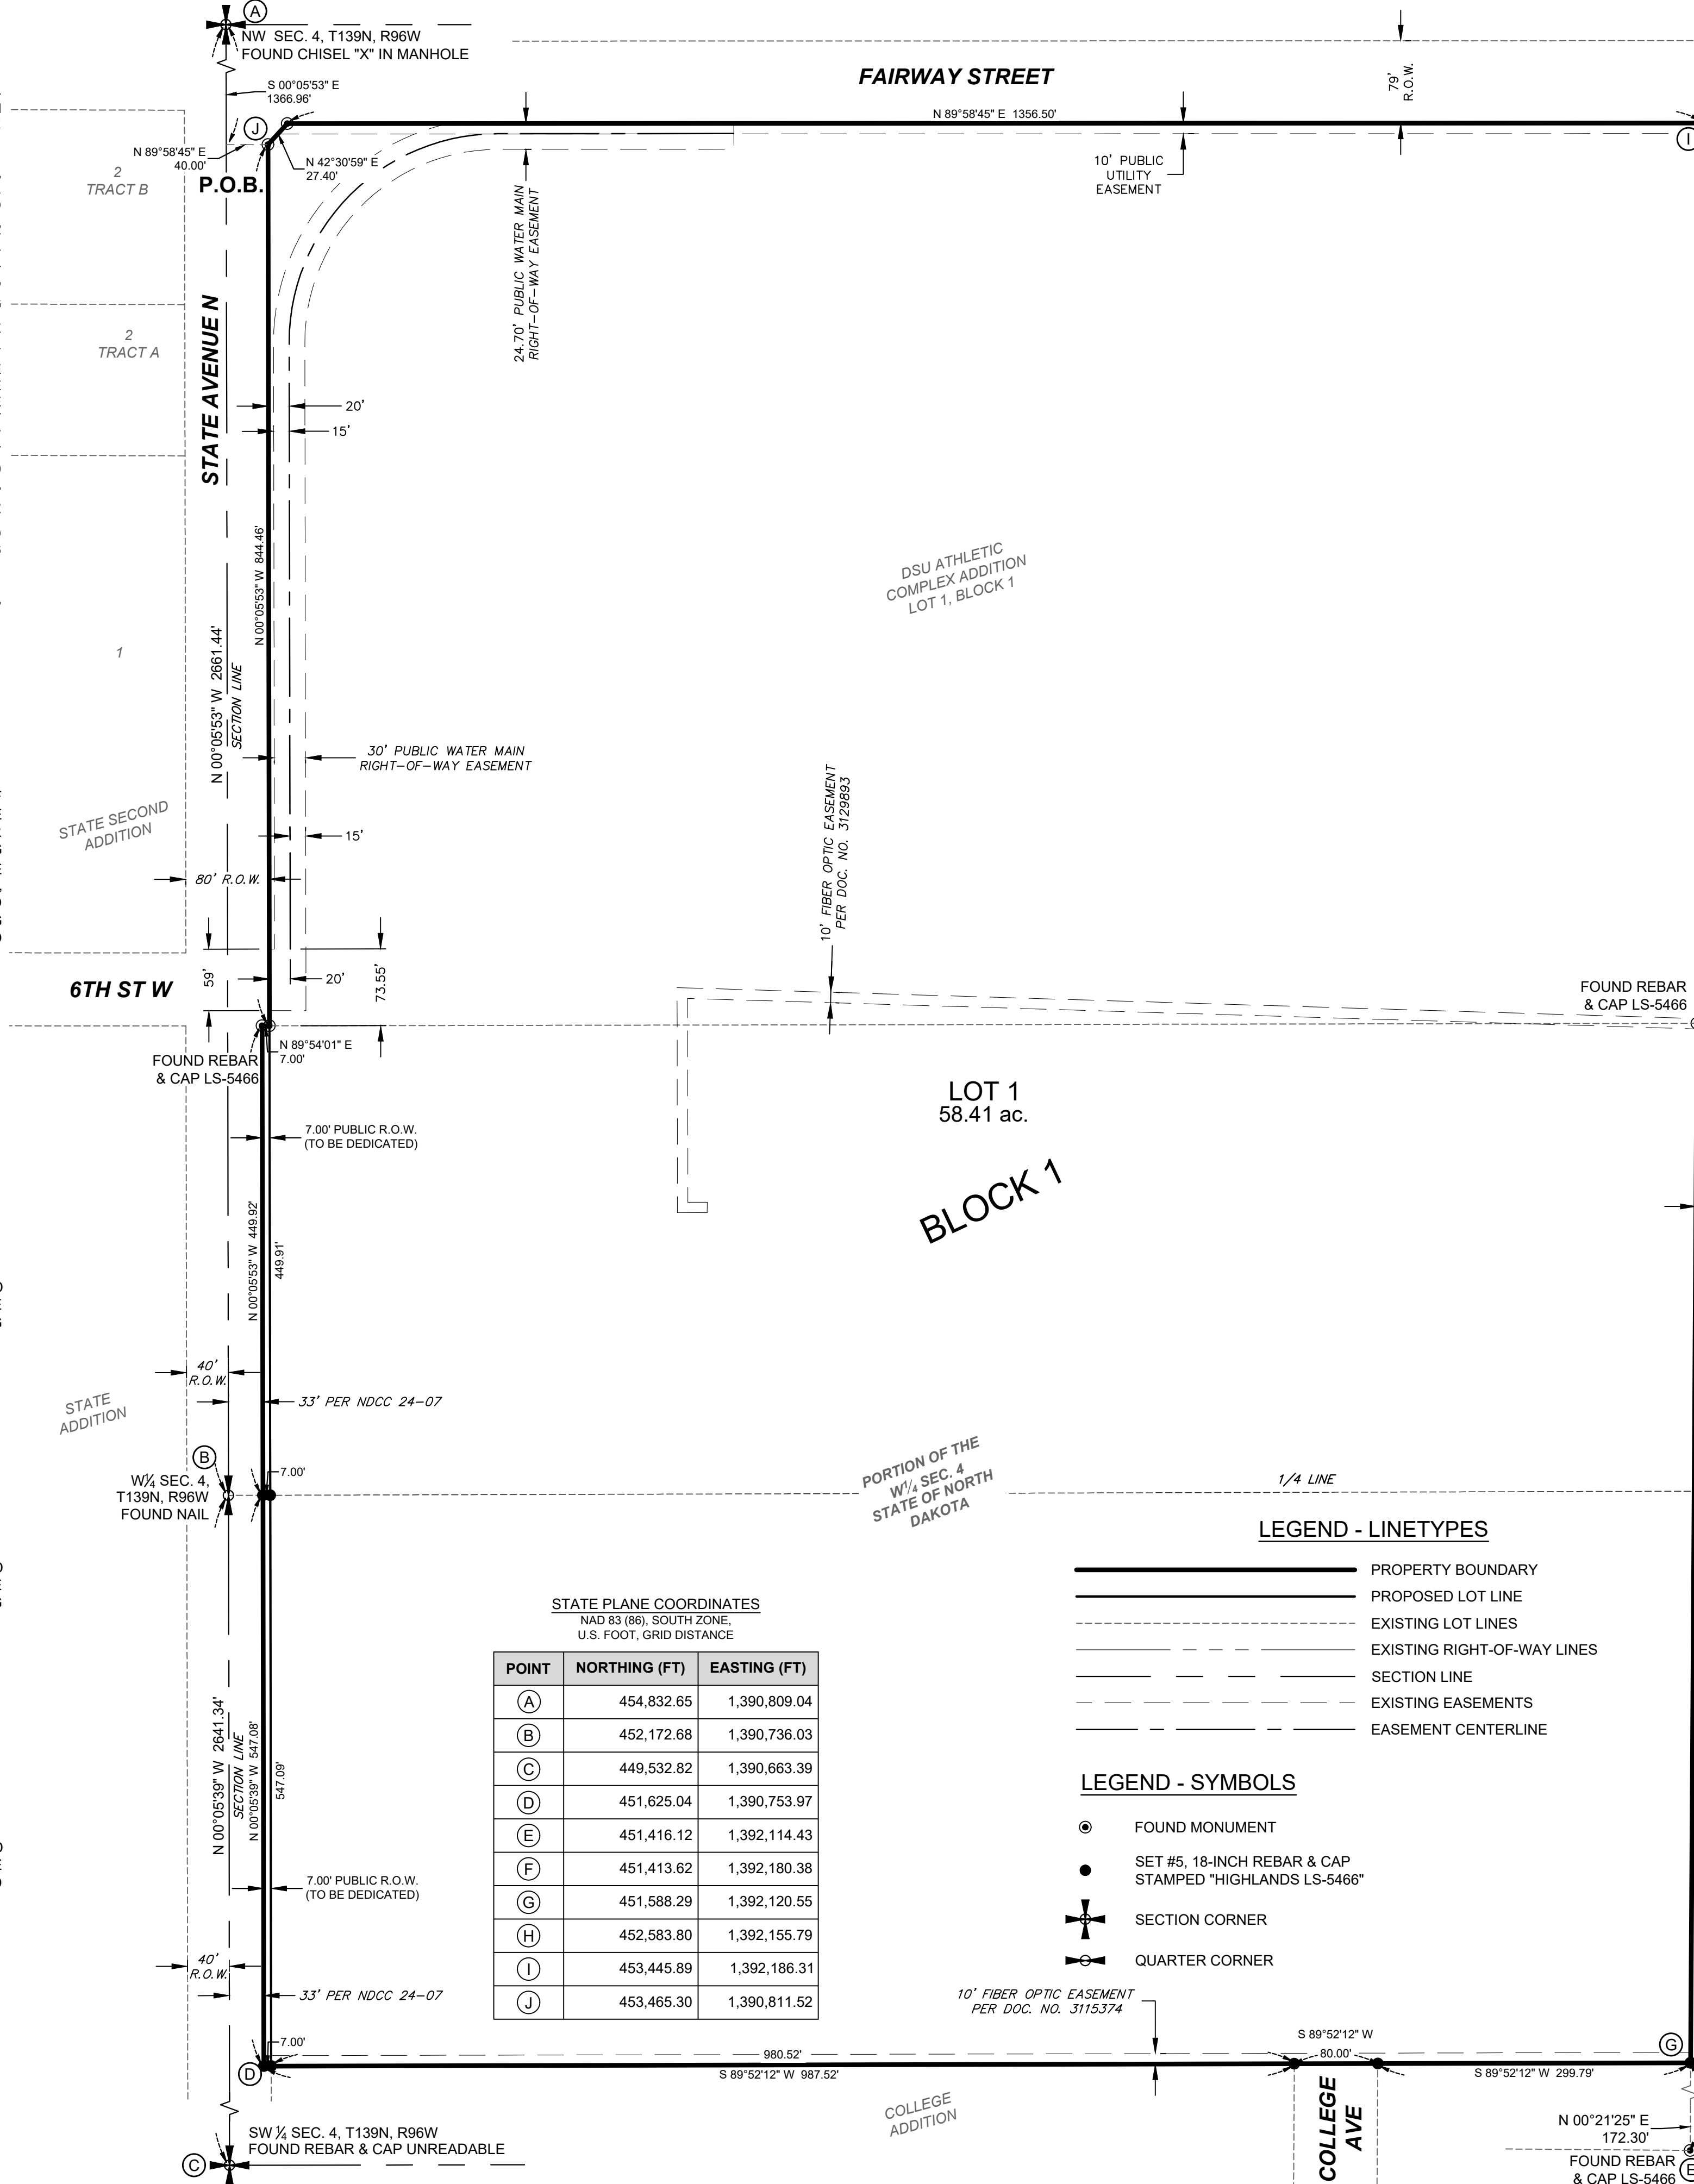 A
NW SEC. 4, T139N, R96W
FOUND CHISEL "X" IN MANHOLE
S 00°05'53" E
1366.96'
FAIRWAY STREET
79'
R.O.W.
N 89°58'45" E 1356.50'
J
I
N 89°58'45" E
40.00'
N 42°30'59" E
27.40'
P.O.B.
2
TRACT B
10' PUBLIC
UTILITY
EASEMENT
24.70' PUBLIC WATER MAIN
RIGHT-OF-WAY EASEMENT
STATE AVENUE N
2
TRACT A
20'
15'
N 00°05'53" W 844.46'
DSU ATHLETIC
COMPLEX ADDITION
LOT 1, BLOCK 1
1
N 00°05'53" W 2661.44'
SECTION LINE
30' PUBLIC WATER MAIN
RIGHT-OF-WAY EASEMENT
STATE SECOND
ADDITION
15'
10' FIBER OPTIC EASEMENT
PER DOC. NO. 3129893
80' R.O.W.
59'
20'
73.55'
6TH ST W
FOUND REBAR
& CAP LS-5466
N 89°54'01" E
7.00'
FOUND REBAR
& CAP LS-5466
LOT 1
58.41 ac.
7.00' PUBLIC R.O.W.
(TO BE DEDICATED)
BLOCK 1
N 00°05'53" W 449.92'
449.91'
40'
R.O.W.
33' PER NDCC 24-07
STATE
ADDITION
B
W¼ SEC. 4,
T139N, R96W
FOUND NAIL
7.00'
PORTION OF THE
W¼ SEC. 4
STATE OF NORTH
DAKOTA
1/4 LINE
LEGEND - LINETYPES
PROPERTY BOUNDARY
PROPOSED LOT LINE
EXISTING LOT LINES
EXISTING RIGHT-OF-WAY LINES
SECTION LINE
EXISTING EASEMENTS
EASEMENT CENTERLINE
STATE PLANE COORDINATES
NAD 83 (86), SOUTH ZONE,
U.S. FOOT, GRID DISTANCE
POINT NORTHING (FT) EASTING (FT)
A 454,832.65 1,390,809.04
B 452,172.68 1,390,736.03
C 449,532.82 1,390,663.39
D 451,625.04 1,390,753.97
E 451,416.12 1,392,114.43
F 451,413.62 1,392,180.38
G 451,588.29 1,392,120.55
H 452,583.80 1,392,155.79
I 453,445.89 1,392,186.31
J 453,465.30 1,390,811.52
N 00°05'39" W 2641.34'
SECTION LINE
N 00°05'39" W 547.08'
547.09'
LEGEND - SYMBOLS
FOUND MONUMENT
SET #5, 18-INCH REBAR & CAP
STAMPED "HIGHLANDS LS-5466"
SECTION CORNER
QUARTER CORNER
7.00' PUBLIC R.O.W.
(TO BE DEDICATED)
40'
R.O.W.
33' PER NDCC 24-07
10' FIBER OPTIC EASEMENT
PER DOC. NO. 3115374
7.00'
D
980.52'
S 89°52'12" W 987.52'
S 89°52'12" W
80.00'
S 89°52'12" W 299.79'
G
COLLEGE
ADDITION
COLLEGE
AVE
N 00°21'25" E
172.30'
SW ¼ SEC. 4, T139N, R96W
FOUND REBAR & CAP UNREADABLE
C
FOUND REBAR
& CAP LS-5466